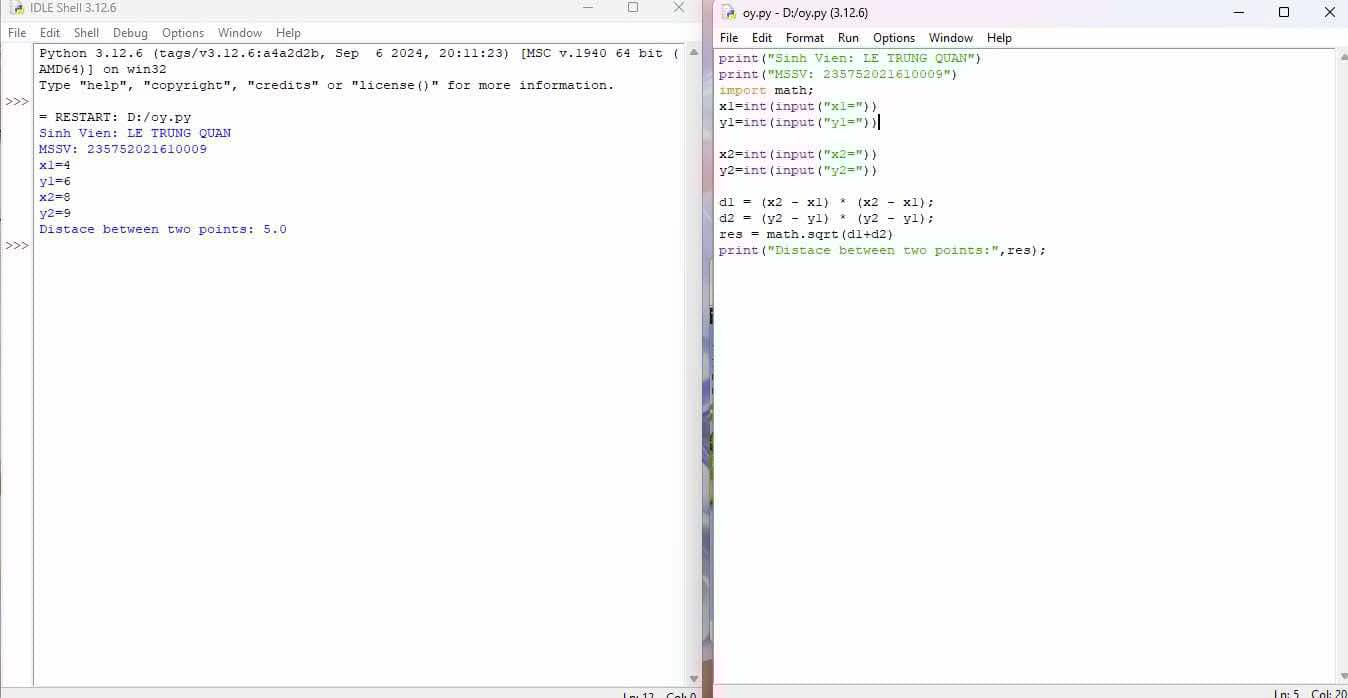 IDLE Shell 3.12.6
File Edit Shell Debug Options Window Help
Python 3.12.6 (tags/v3.12.6:a4a2d2b, Sep  6 2024, 20:11:23) [MSC v.1940 64 bit (
AMD64)] on win32
Type "help", "copyright", "credits" or "license()" for more information.
>>>
= RESTART: D:/oy.py
Sinh Vien: LE TRUNG QUAN
MSSV: 235752021610009
x1=4
y1=6
x2=8
y2=9
Distace between two points: 5.0
>>>
Ln: 12 Col: 0
oy.py - D:/oy.py (3.12.6)
File Edit Format Run Options Window Help
print("Sinh Vien: LE TRUNG QUAN")
print("MSSV: 235752021610009")
import math;
x1=int(input("x1="))
y1=int(input("y1="))
x2=int(input("x2="))
y2=int(input("y2="))
d1 = (x2 - x1) * (x2 - x1);
d2 = (y2 - y1) * (y2 - y1);
res = math.sqrt(d1+d2)
print("Distace between two points:",res);
Ln: 5 Col: 20